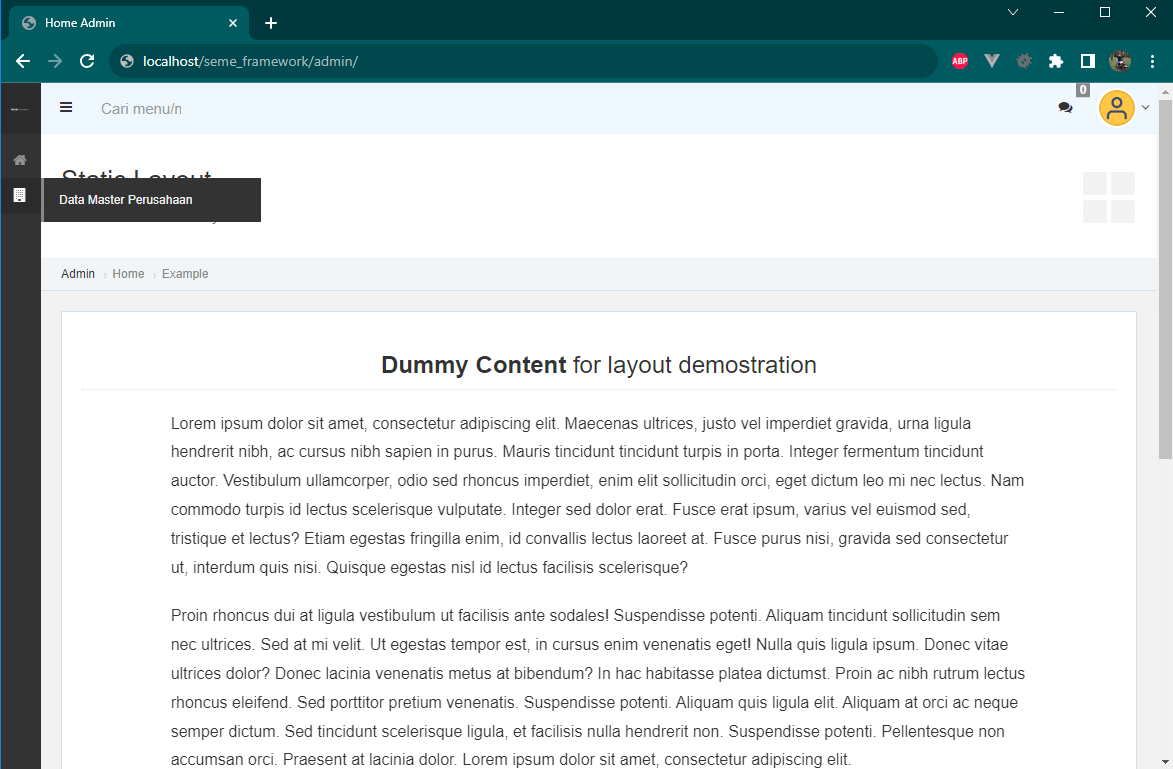 Home Admin
localhost/seme_framework/admin/
ABP
0
Cari menu/n
Static Layout
Data Master Perusahaan
Admin › Home › Example
Dummy Content for layout demostration
Lorem ipsum dolor sit amet, consectetur adipiscing elit. Maecenas ultrices, justo vel imperdiet gravida, urna ligula
hendrerit nibh, ac cursus nibh sapien in purus. Mauris tincidunt tincidunt turpis in porta. Integer fermentum tincidunt
auctor. Vestibulum ullamcorper, odio sed rhoncus imperdiet, enim elit sollicitudin orci, eget dictum leo mi nec lectus. Nam
commodo turpis id lectus scelerisque vulputate. Integer sed dolor erat. Fusce erat ipsum, varius vel euismod sed,
tristique et lectus? Etiam egestas fringilla enim, id convallis lectus laoreet at. Fusce purus nisi, gravida sed consectetur
ut, interdum quis nisi. Quisque egestas nisl id lectus facilisis scelerisque?
Proin rhoncus dui at ligula vestibulum ut facilisis ante sodales! Suspendisse potenti. Aliquam tincidunt sollicitudin sem
nec ultrices. Sed at mi velit. Ut egestas tempor est, in cursus enim venenatis eget! Nulla quis ligula ipsum. Donec vitae
ultrices dolor? Donec lacinia venenatis metus at bibendum? In hac habitasse platea dictumst. Proin ac nibh rutrum lectus
rhoncus eleifend. Sed porttitor pretium venenatis. Suspendisse potenti. Aliquam quis ligula elit. Aliquam at orci ac neque
semper dictum. Sed tincidunt scelerisque ligula, et facilisis nulla hendrerit non. Suspendisse potenti. Pellentesque non
accumsan orci. Praesent at lacinia dolor. Lorem ipsum dolor sit amet, consectetur adipiscing elit.